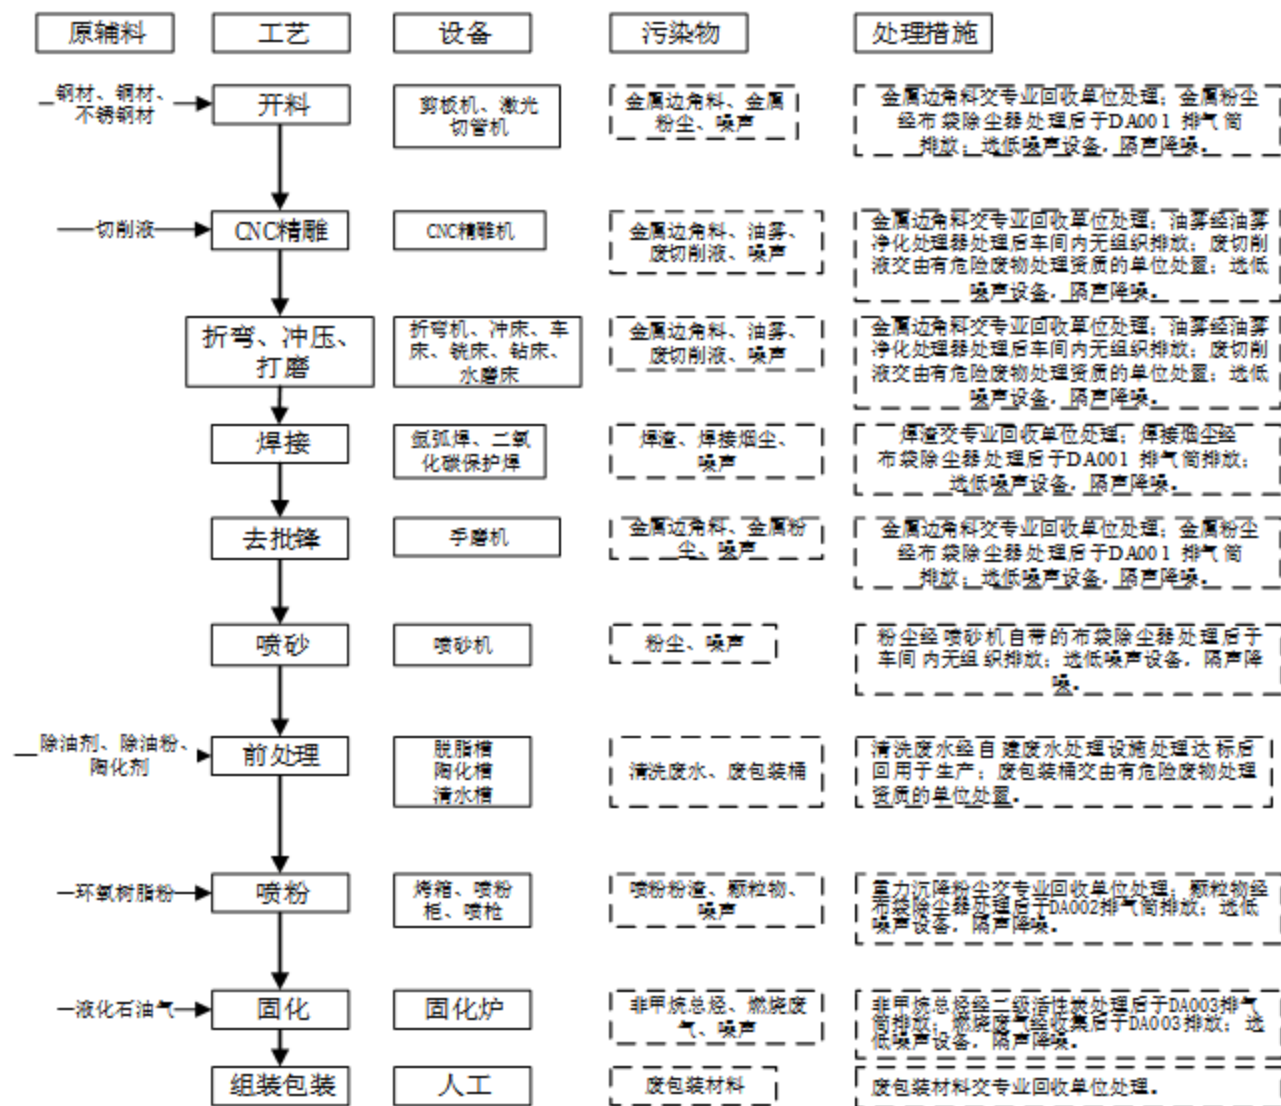 原辅料
工艺
设备
污染物
处理措施
钢材、铜材、
不锈钢材
开料
剪板机、激光
切管机
金属边角料、金属
粉尘、噪声
金属边角料交专业回收单位处理；金属粉尘
经布袋除尘器处理后于DA001 排气筒
排放；选低噪声设备，隔声降噪。
切削液
CNC精雕
CNC精雕机
金属边角料、油雾、
废切削液、噪声
金属边角料交专业回收单位处理；油雾经油雾
净化处理器处理后车间内无组织排放；废切削
液交由有危险废物处理资质的单位处置；选低
噪声设备，隔声降噪。
折弯、冲压、
打磨
折弯机、冲床、车
床、铣床、钻床、
水磨床
金属边角料、油雾、
废切削液、噪声
金属边角料交专业回收单位处理；油雾经油雾
净化处理器处理后车间内无组织排放；废切削
液交由有危险废物处理资质的单位处置；选低
噪声设备，隔声降噪。
焊接
氩弧焊、二氧
化碳保护焊
焊渣、焊接烟尘、
噪声
焊渣交专业回收单位处理；焊接烟尘经
布袋除尘器处理后于DA001 排气筒排放；
选低噪声设备，隔声降噪。
去批锋
手磨机
金属边角料、金属粉
尘、噪声
金属边角料交专业回收单位处理；金属粉尘
经布袋除尘器处理后于DA001 排气筒
排放；选低噪声设备，隔声降噪。
喷砂
喷砂机
粉尘、噪声
粉尘经喷砂机自带的布袋除尘器处理后于
车间内无组织排放；选低噪声设备，隔声降
噪。
除油剂、除油粉、
陶化剂
前处理
脱脂槽
陶化槽
清水槽
清洗废水、废包装桶
清洗废水经自建废水处理设施处理达标后
回用于生产；废包装桶交由有危险废物处理
资质的单位处置。
环氧树脂粉
喷粉
烤箱、喷粉
柜、喷枪
喷粉粉渣、颗粒物、
噪声
重力沉降粉尘交专业回收单位处理；颗粒物经
布袋除尘器处理后于DA002排气筒排放；选低
噪声设备，隔声降噪。
液化石油气
固化
固化炉
非甲烷总烃、燃烧废
气、噪声
非甲烷总烃经二级活性炭处理后于DA003排气
筒排放；燃烧废气经收集后于DA003排放；选
低噪声设备，隔声降噪。
组装包装
人工
废包装材料
废包装材料交专业回收单位处理。